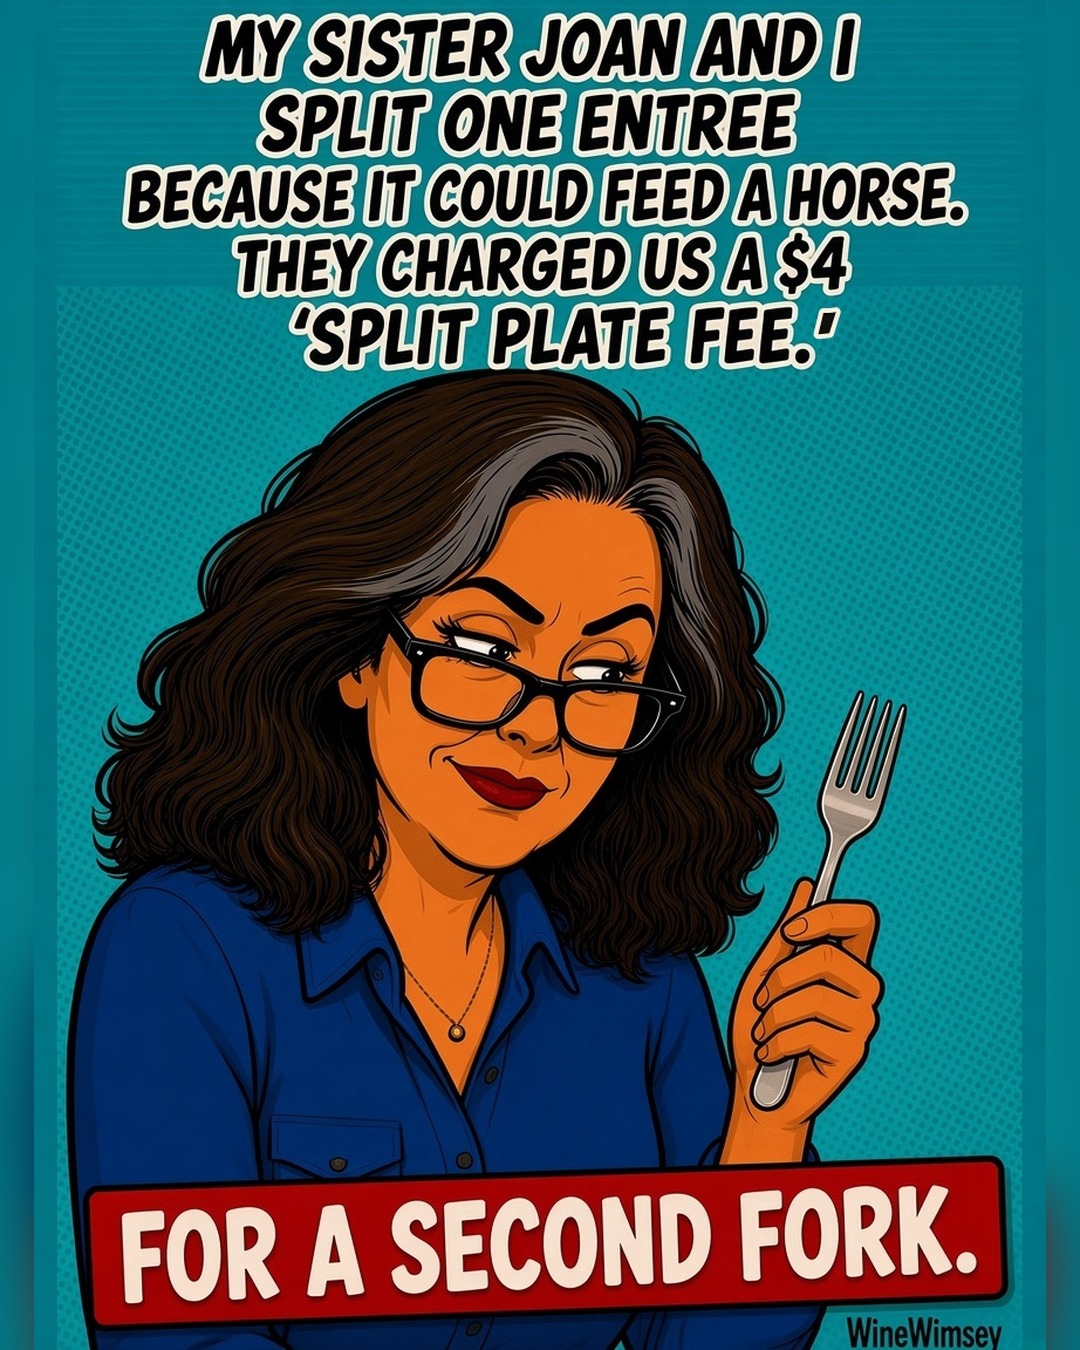 MY SISTER JOAN AND I
SPLIT ONE ENTREE
BECAUSE IT COULD FEED A HORSE.
THEY CHARGED US A $4
'SPLIT PLATE FEE.'
FOR A SECOND FORK.
WineWimsey